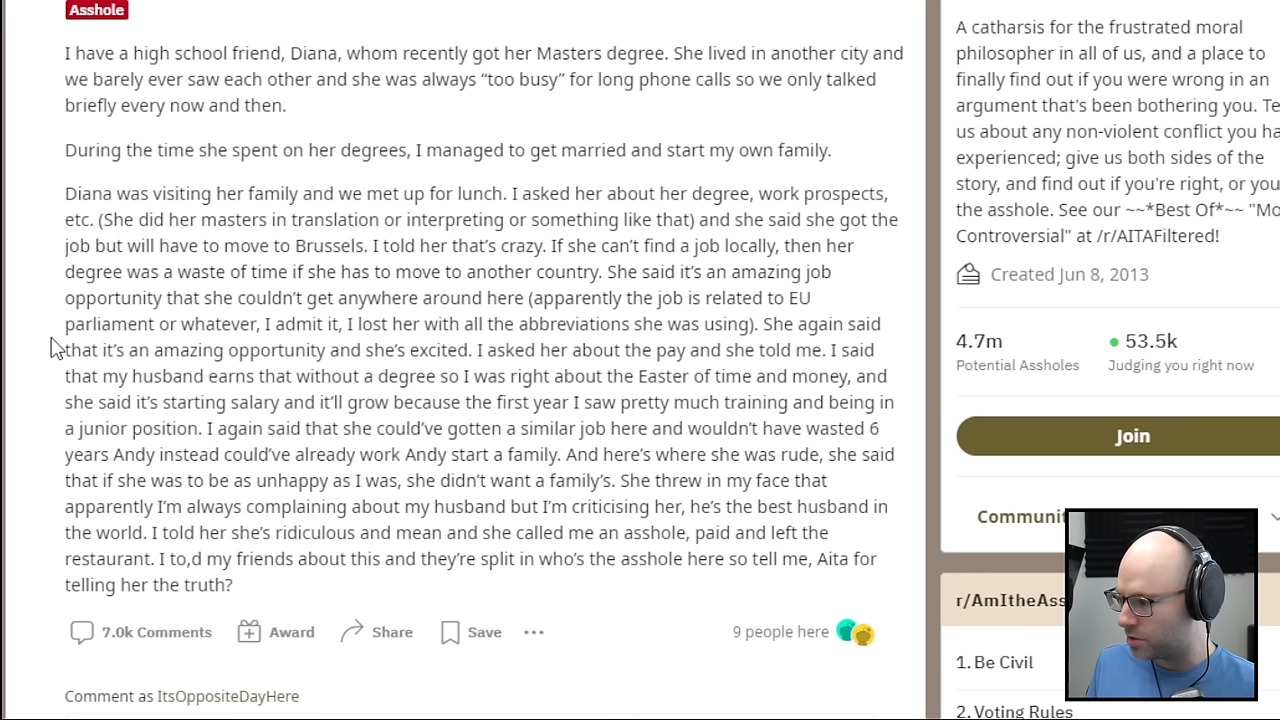 Asshole
I have a high school friend, Diana, whom recently got her Masters degree. She lived in another city and
we barely ever saw each other and she was always “too busy” for long phone calls so we only talked
briefly every now and then.
During the time she spent on her degrees, I managed to get married and start my own family.
Diana was visiting her family and we met up for lunch. I asked her about her degree, work prospects,
etc. (She did her masters in translation or interpreting or something like that) and she said she got the
job but will have to move to Brussels. I told her that’s crazy. If she can’t find a job locally, then her
degree was a waste of time if she has to move to another country. She said it’s an amazing job
opportunity that she couldn’t get anywhere around here (apparently the job is related to EU
parliament or whatever, I admit it, I lost her with all the abbreviations she was using). She again said
that it’s an amazing opportunity and she’s excited. I asked her about the pay and she told me. I said
that my husband earns that without a degree so I was right about the Easter of time and money, and
she said it’s starting salary and it’ll grow because the first year I saw pretty much training and being in
a junior position. I again said that she could’ve gotten a similar job here and wouldn’t have wasted 6
years Andy instead could’ve already work Andy start a family. And here’s where she was rude, she said
that if she was to be as unhappy as I was, she didn’t want a family’s. She threw in my face that
apparently I’m always complaining about my husband but I’m criticising her, he’s the best husband in
the world. I told her she’s ridiculous and mean and she called me an asshole, paid and left the
restaurant. I to,d my friends about this and they’re split in who’s the asshole here so tell me, Aita for
telling her the truth?
7.0k Comments Award Share Save ••• 9 people here
Comment as ItsOppositeDayHere
A catharsis for the frustrated moral
philosopher in all of us, and a place to
finally find out if you were wrong in an
argument that's been bothering you. Te
us about any non-violent conflict you ha
experienced; give us both sides of the
story, and find out if you're right, or you
the asshole. See our ~~*Best Of*~~ "Mo
Controversial" at /r/AITAFiltered!
Created Jun 8, 2013
4.7m 53.5k
Potential Assholes Judging you right now
Join
Communit
r/AmItheAss
1. Be Civil
2. Voting Rules